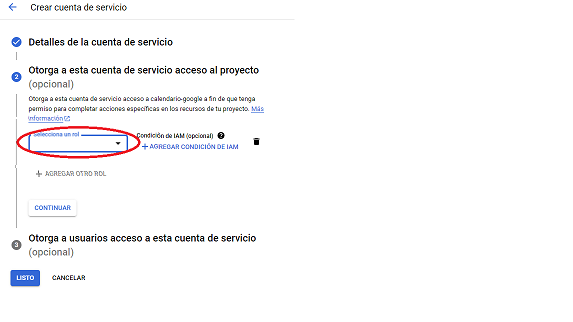 Crear cuenta de servicio
Detalles de la cuenta de servicio
2 Otorga a esta cuenta de servicio acceso al proyecto
(opcional)
Otorga a esta cuenta de servicio acceso a calendario-google a fin de que tenga
permiso para completar acciones específicas en los recursos de tu proyecto. Más
información
Selecciona un rol
Condición de IAM (opcional) ?
+ AGREGAR CONDICIÓN DE IAM
+ AGREGAR OTRO ROL
CONTINUAR
3 Otorga a usuarios acceso a esta cuenta de servicio
(opcional)
LISTO CANCELAR